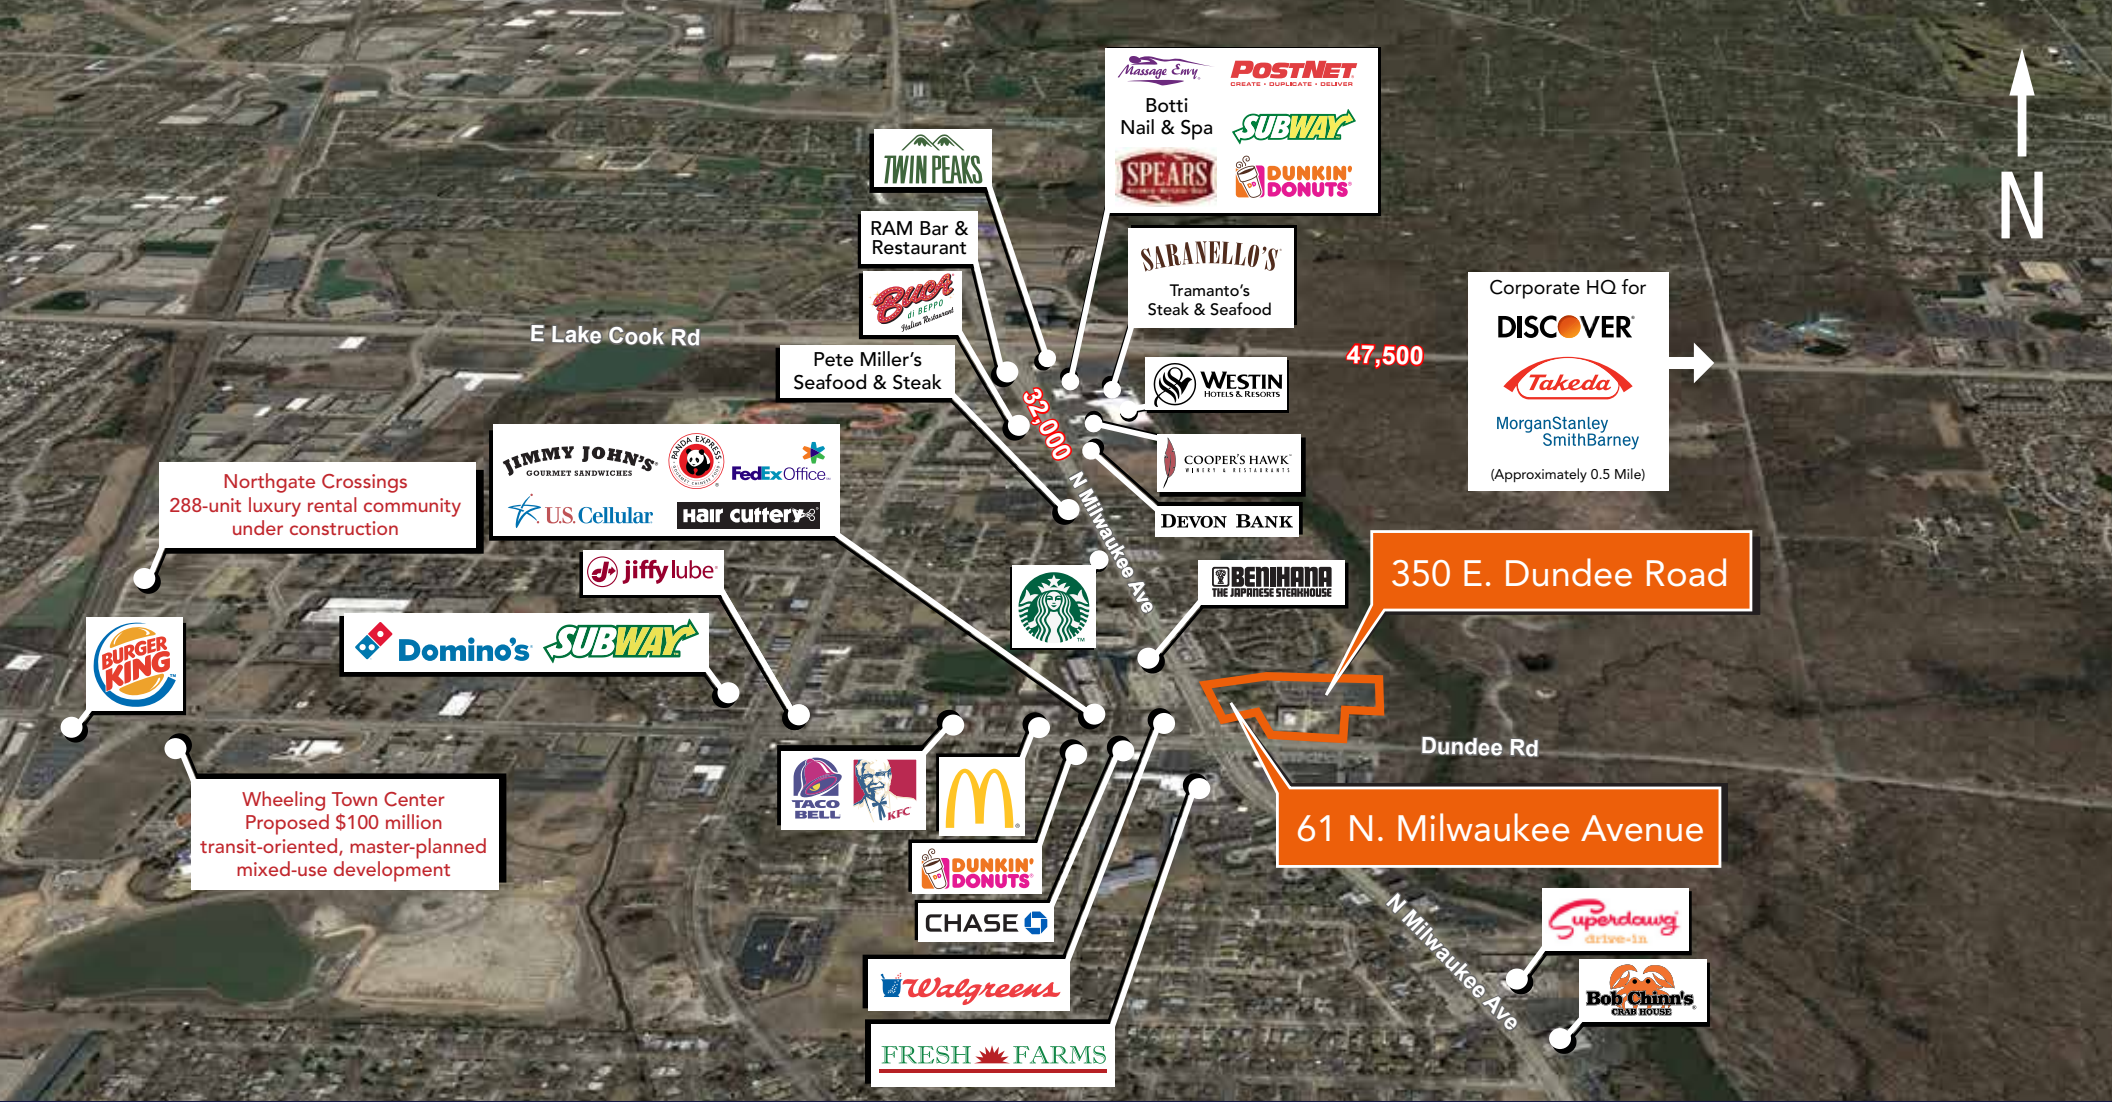 Massage Envy
POSTNET
CREATE • DUPLICATE • DELIVER
Botti
Nail & Spa
SUBWAY
SPEARS
DUNKIN'
DONUTS
N
TWIN PEAKS
RAM Bar &
Restaurant
SARANELLO'S
Tramanto's
Steak & Seafood
BUCA
di BEPPO
Italian Restaurant
E Lake Cook Rd
47,500
Corporate HQ for
DISCOVER
Takeda
MorganStanley
SmithBarney
(Approximately 0.5 Mile)
Pete Miller's
Seafood & Steak
WESTIN
HOTELS & RESORTS
32,000
COOPER'S HAWK
WINERY & RESTAURANTS
DEVON BANK
N Milwaukee Ave
JIMMY JOHN'S
GOURMET SANDWICHES
PANDA EXPRESS
GOURMET CHINESE FOOD
FedEx Office
U.S. Cellular
HAIR CUTTERY
Northgate Crossings
288-unit luxury rental community
under construction
jiffylube
BENIHANA
THE JAPANESE STEAKHOUSE
350 E. Dundee Road
Domino's
SUBWAY
BURGER
KING
Dundee Rd
Wheeling Town Center
Proposed $100 million
transit-oriented, master-planned
mixed-use development
TACO
BELL
KFC
61 N. Milwaukee Avenue
DUNKIN'
DONUTS
CHASE
Walgreens
FRESH FARMS
N Milwaukee Ave
Superdawg
drive-in
Bob Chinn's
CRAB HOUSE